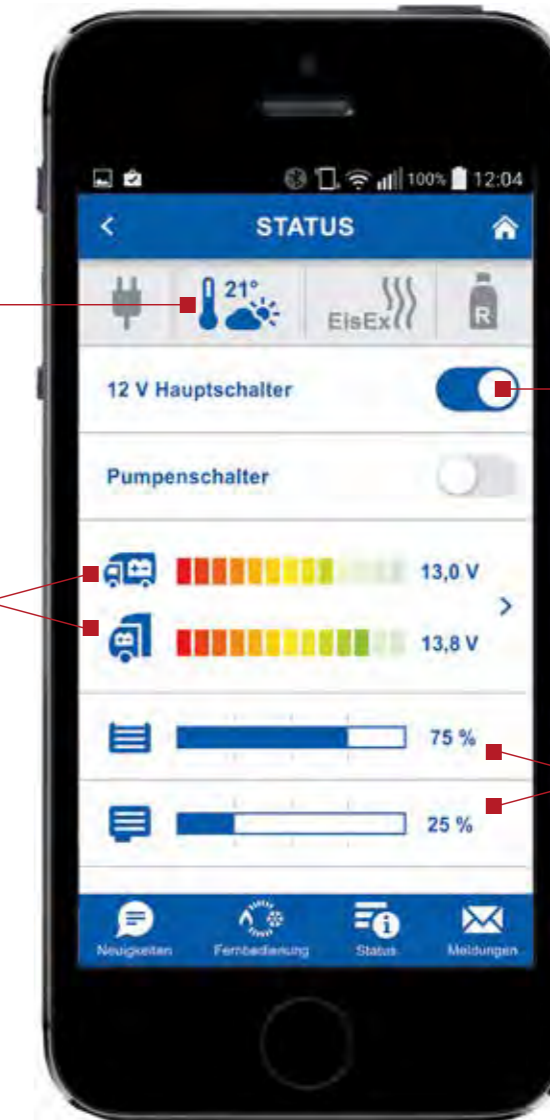 100% 12:04
STATUS
21°
EisEx
R
12 V Hauptschalter
Pumpenschalter
13,0 V
13,8 V
75 %
25 %
Neuigkeiten Fernbedienung Status Meldungen